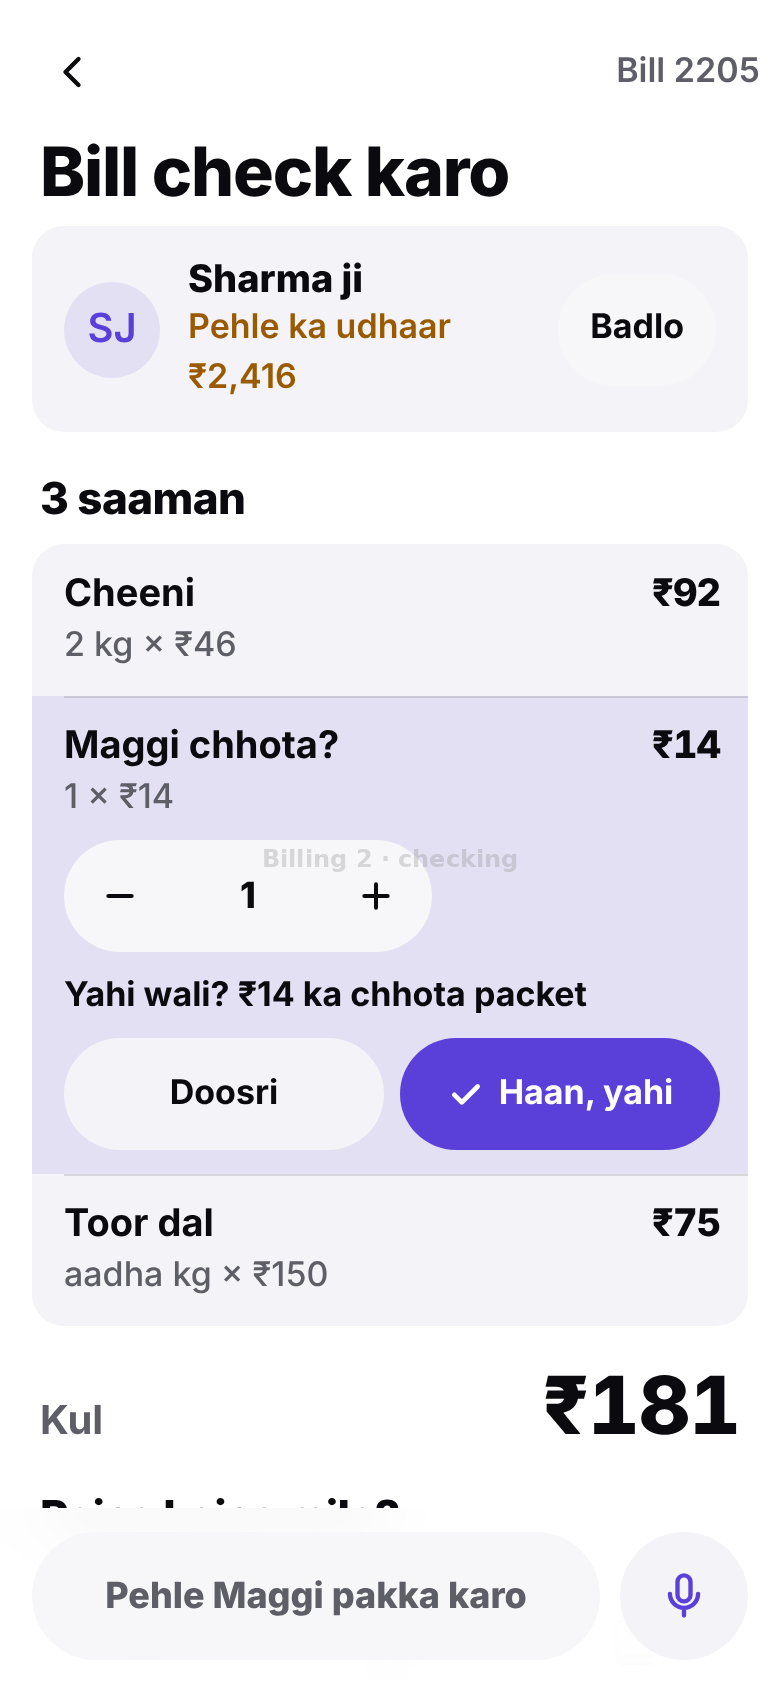 Bill 2205
Bill check karo
SJ
Sharma ji
Pehle ka udhaar
₹2,416
Badlo
3 saaman
Cheeni
₹92
2 kg × ₹46
Maggi chhota?
₹14
1 × ₹14
Billing 2 · checking
− 1 +
Yahi wali? ₹14 ka chhota packet
Doosri
Haan, yahi
Toor dal
₹75
aadha kg × ₹150
Kul
₹181
Pehle Maggi pakka karo